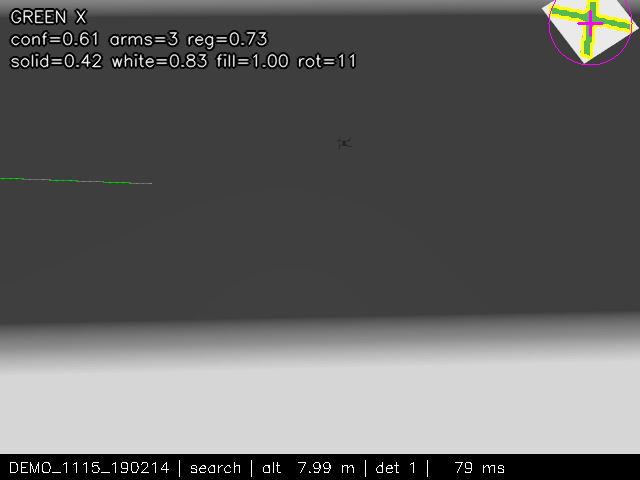 GREEN X
conf=0.61 arms=3 reg=0.73
solid=0.42 white=0.83 fill=1.00 rot=11
DEMO_1115_190214 | search | alt 7.99 m | det 1 | 79 ms